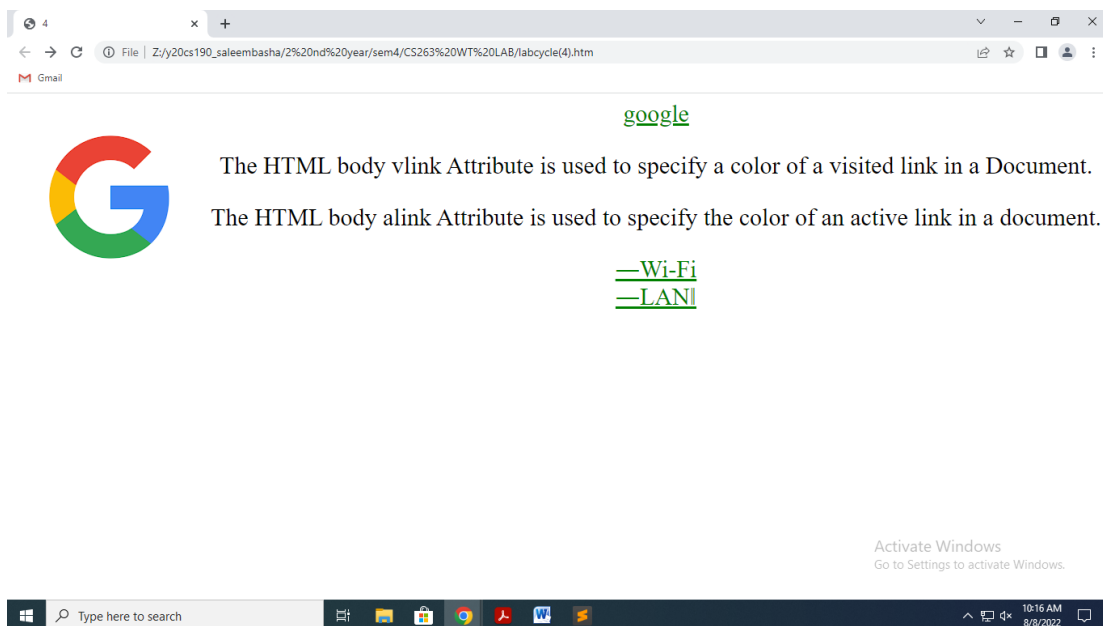 4
File Z:/y20cs190_saleembasha/2%20nd%20year/sem4/CS263%20WT%20LAB/labcycle(4).htm
Gmail
google
The HTML body vlink Attribute is used to specify a color of a visited link in a Document.
The HTML body alink Attribute is used to specify the color of an active link in a document.
—Wi-Fi
—LAN
Activate Windows
Go to Settings to activate Windows.
Type here to search
10:16 AM
8/8/2022